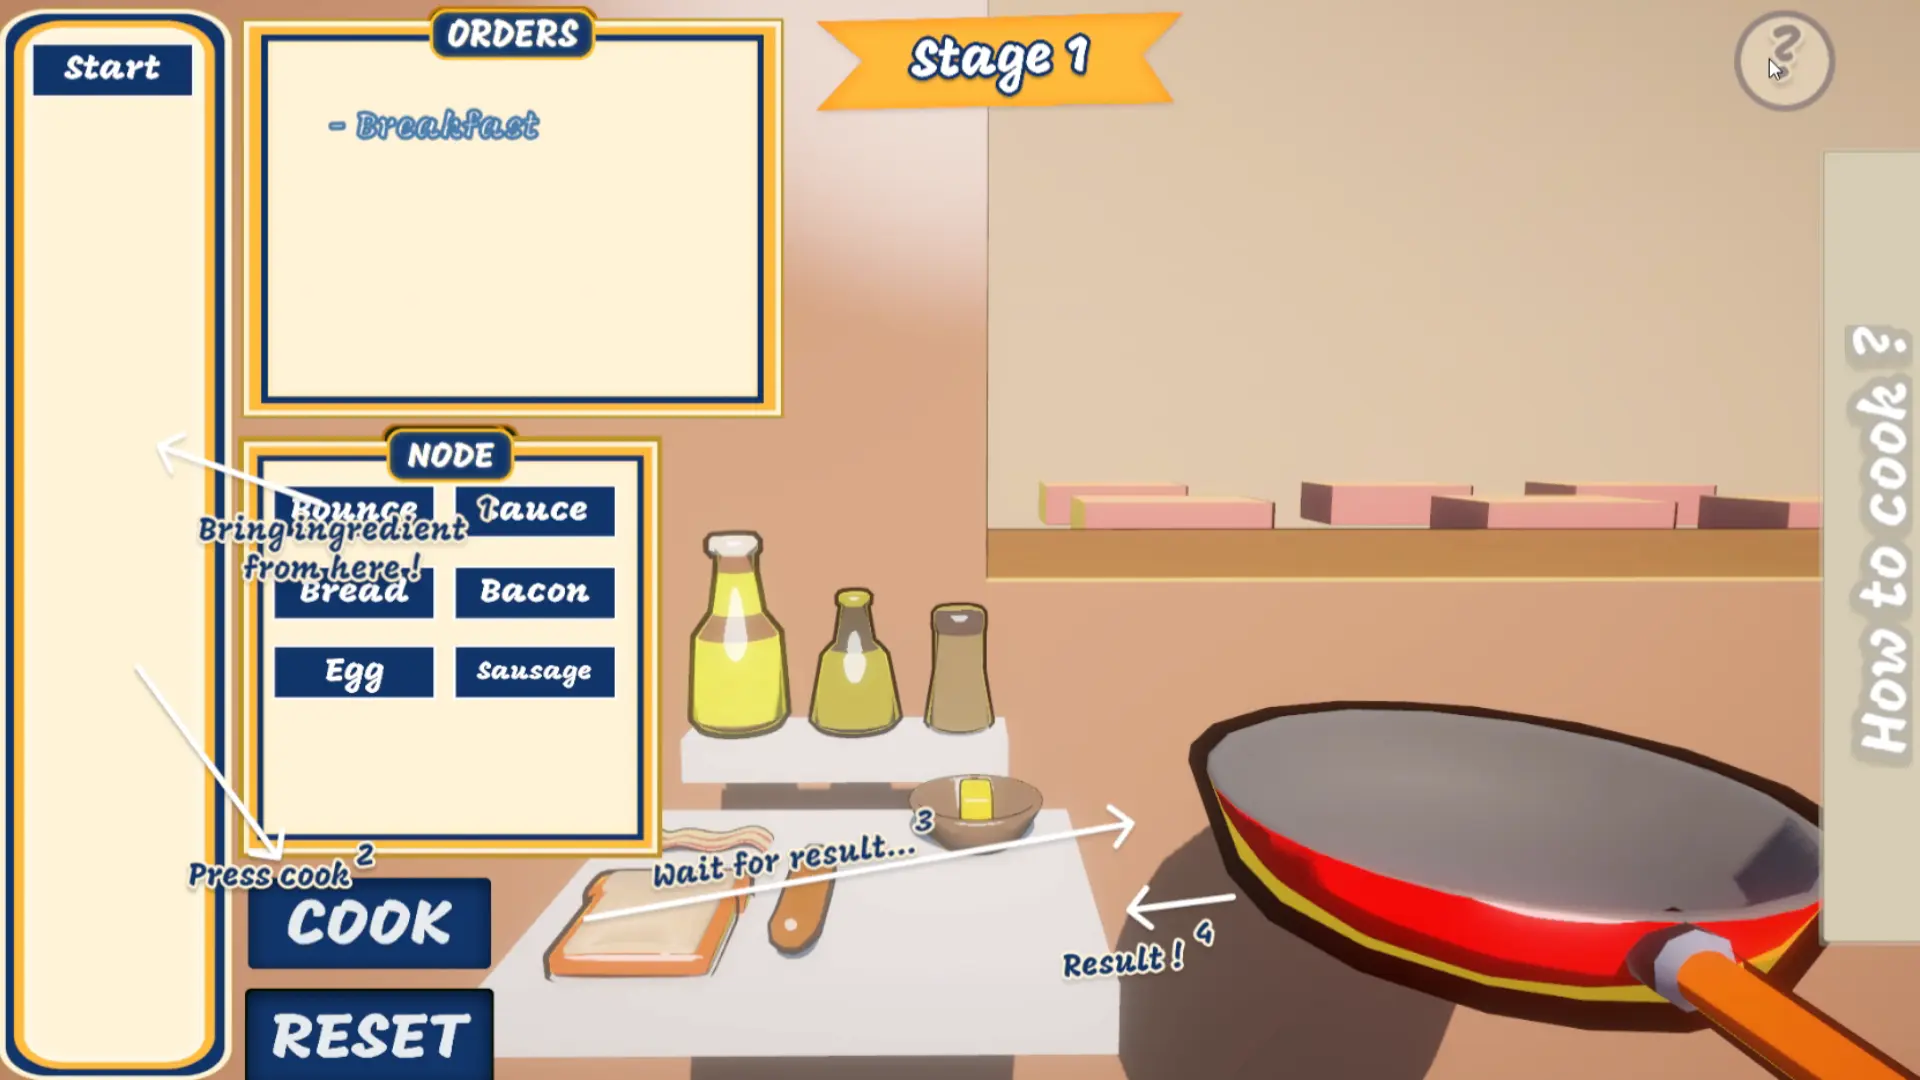 Start
ORDERS
- Breakfast
Stage 1
?
NODE
Bounce
Sauce
Bring ingredient
from here !
Bread
Bacon
Egg
Sausage
Press cook 2
COOK
RESET
Wait for result... 3
Result ! 4
How to cook ?